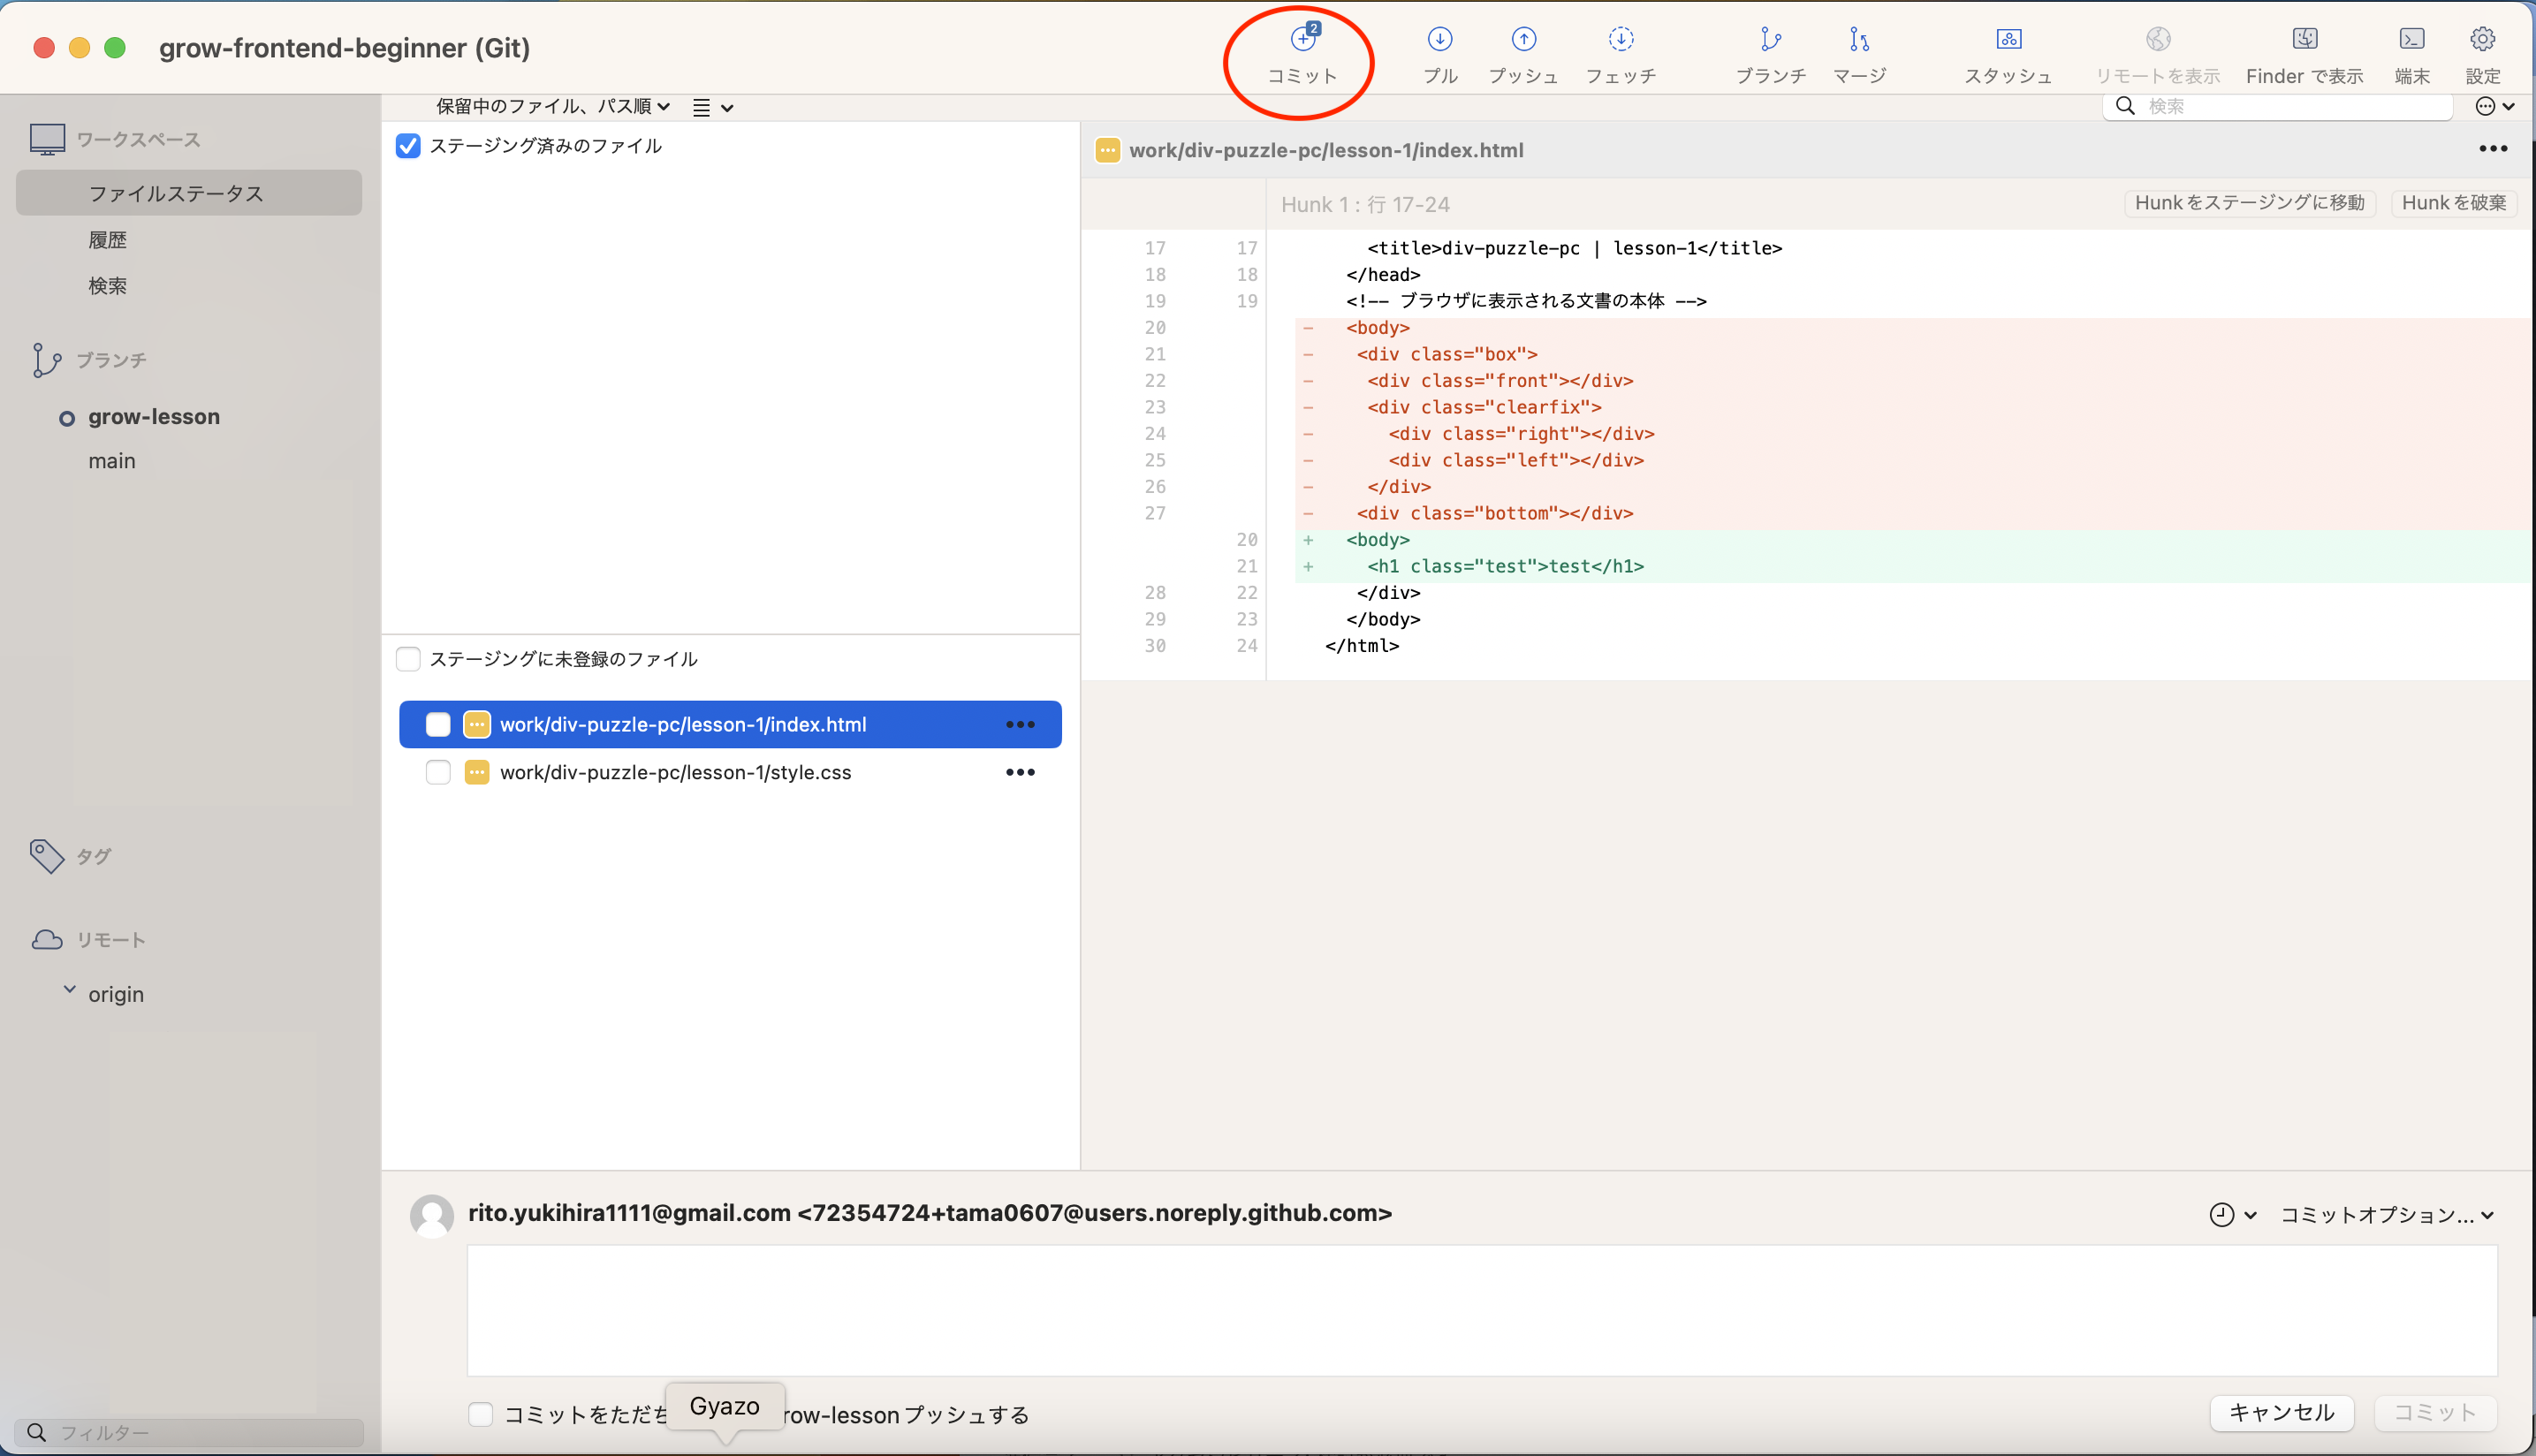 grow-frontend-beginner (Git)
2
コミット
プル
プッシュ
フェッチ
ブランチ
マージ
スタッシュ
リモートを表示
Finder で表示
端末
設定
保留中のファイル、パス順
検索
ワークスペース
ファイルステータス
履歴
検索
ブランチ
grow-lesson
main
タグ
リモート
origin
フィルター
ステージング済みのファイル
ステージングに未登録のファイル
work/div-puzzle-pc/lesson-1/index.html
work/div-puzzle-pc/lesson-1/style.css
work/div-puzzle-pc/lesson-1/index.html
Hunk 1 : 行 17-24
Hunkをステージングに移動
Hunkを破棄
17 17 <title>div-puzzle-pc | lesson-1</title>
18 18 </head>
19 19 <!-- ブラウザに表示される文書の本体 -->
20 - <body>
21 - <div class="box">
22 - <div class="front"></div>
23 - <div class="clearfix">
24 - <div class="right"></div>
25 - <div class="left"></div>
26 - </div>
27 - <div class="bottom"></div>
20 + <body>
21 + <h1 class="test">test</h1>
28 22 </div>
29 23 </body>
30 24 </html>
rito.yukihira1111@gmail.com <72354724+tama0607@users.noreply.github.com>
コミットオプション...
コミットをただち
Gyazo
row-lesson プッシュする
キャンセル
コミット